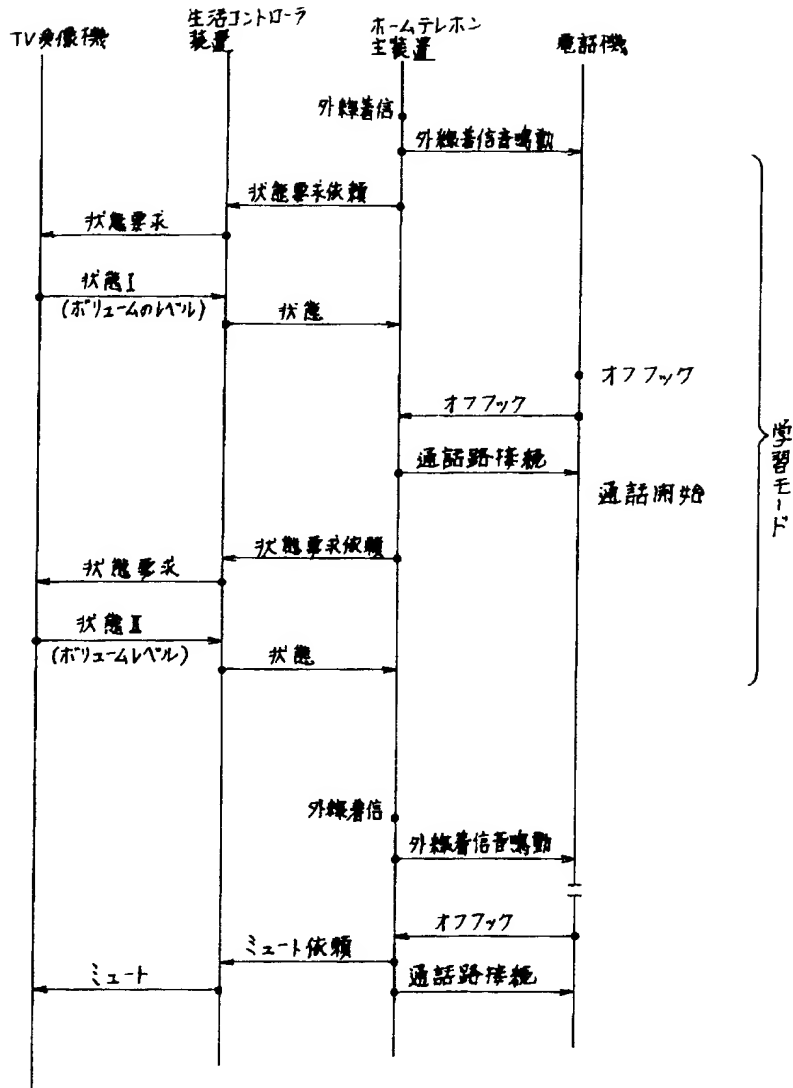 TV映像機
生活コントローラ
装置
ホームテレホン
主装置
電話機
外線着信
外線着信音鳴動
状態要求依頼
状態要求
状態I
(ボリュームのレベル)
状態
オフフック
オフフック
通話路接続
通話開始
学習モード
状態要求依頼
状態要求
状態II
(ボリュームレベル)
状態
外線着信
外線着信音鳴動
オフフック
ミュート依頼
ミュート
通話路接続